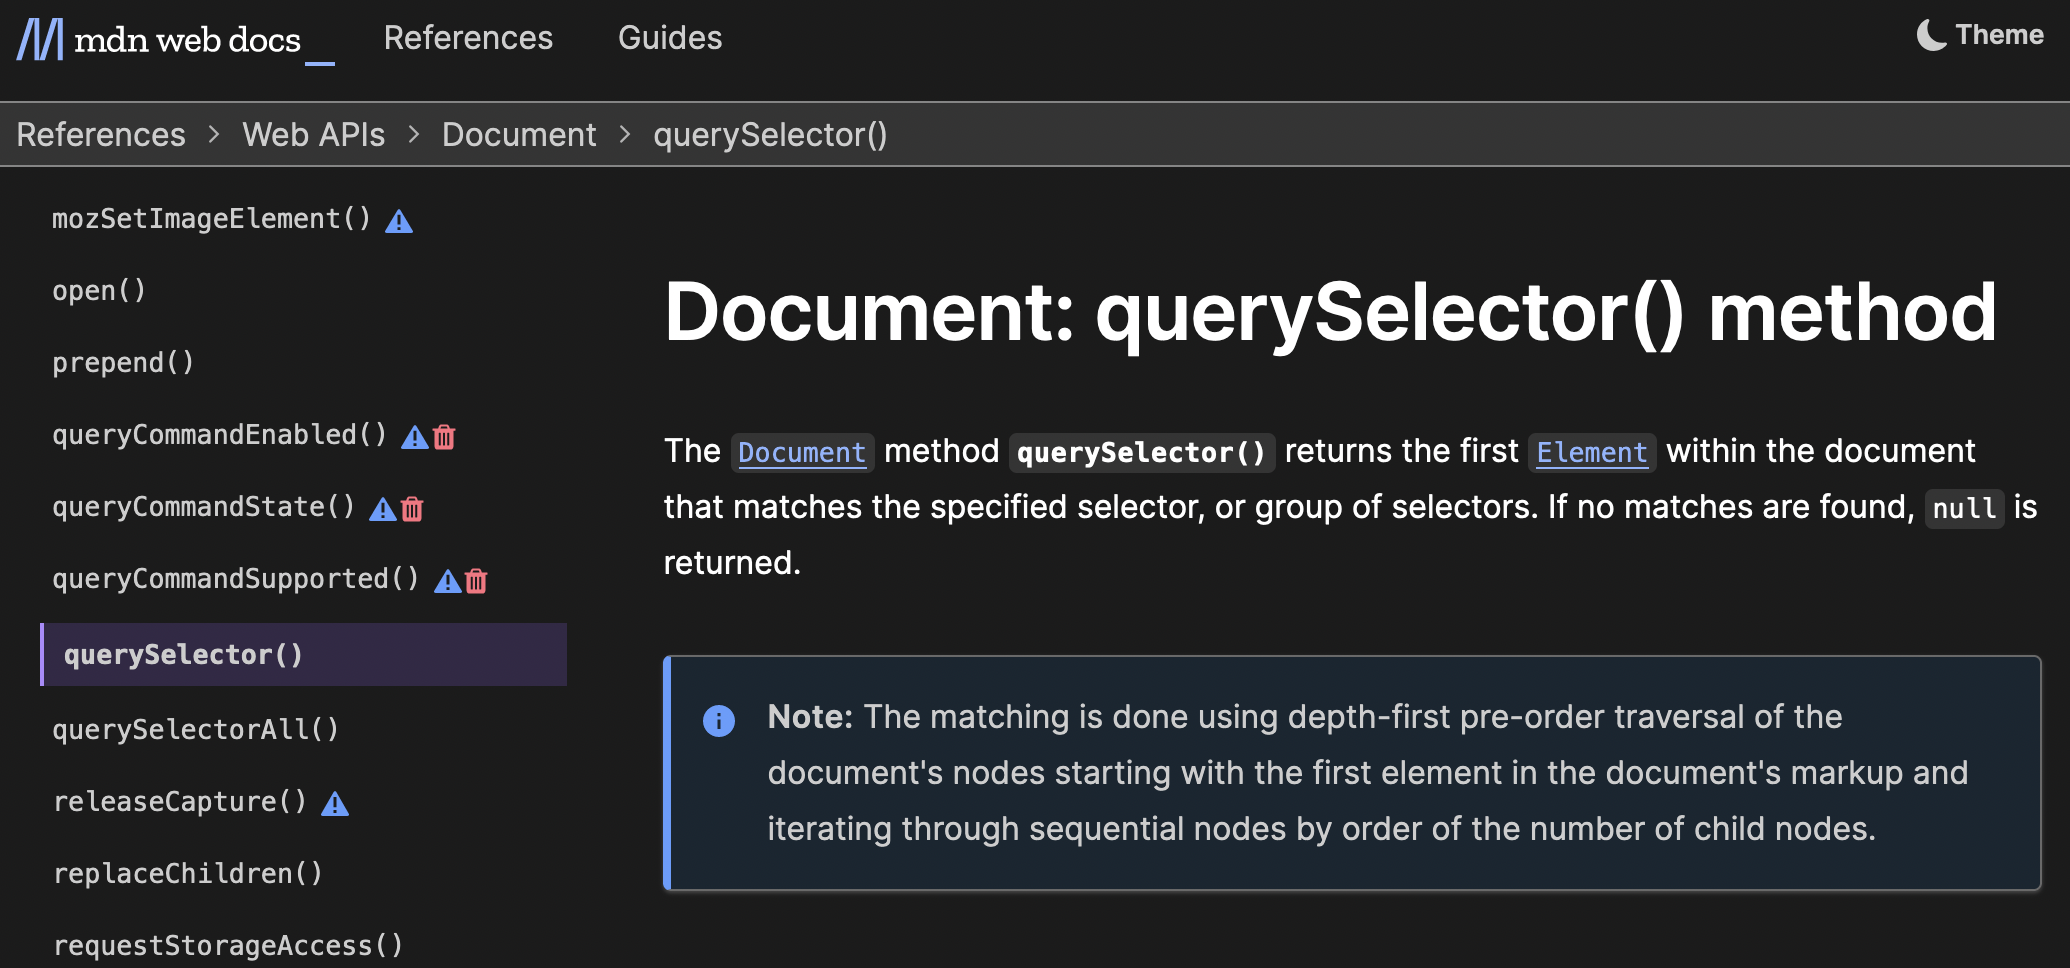 mdn web docs_ References Guides Theme
References > Web APIs > Document > querySelector()
mozSetImageElement()
open()
prepend()
queryCommandEnabled()
queryCommandState()
queryCommandSupported()
querySelector()
querySelectorAll()
releaseCapture()
replaceChildren()
requestStorageAccess()
Document: querySelector() method
The Document method querySelector() returns the first Element within the document
that matches the specified selector, or group of selectors. If no matches are found, null is
returned.
Note: The matching is done using depth-first pre-order traversal of the
document's nodes starting with the first element in the document's markup and
iterating through sequential nodes by order of the number of child nodes.